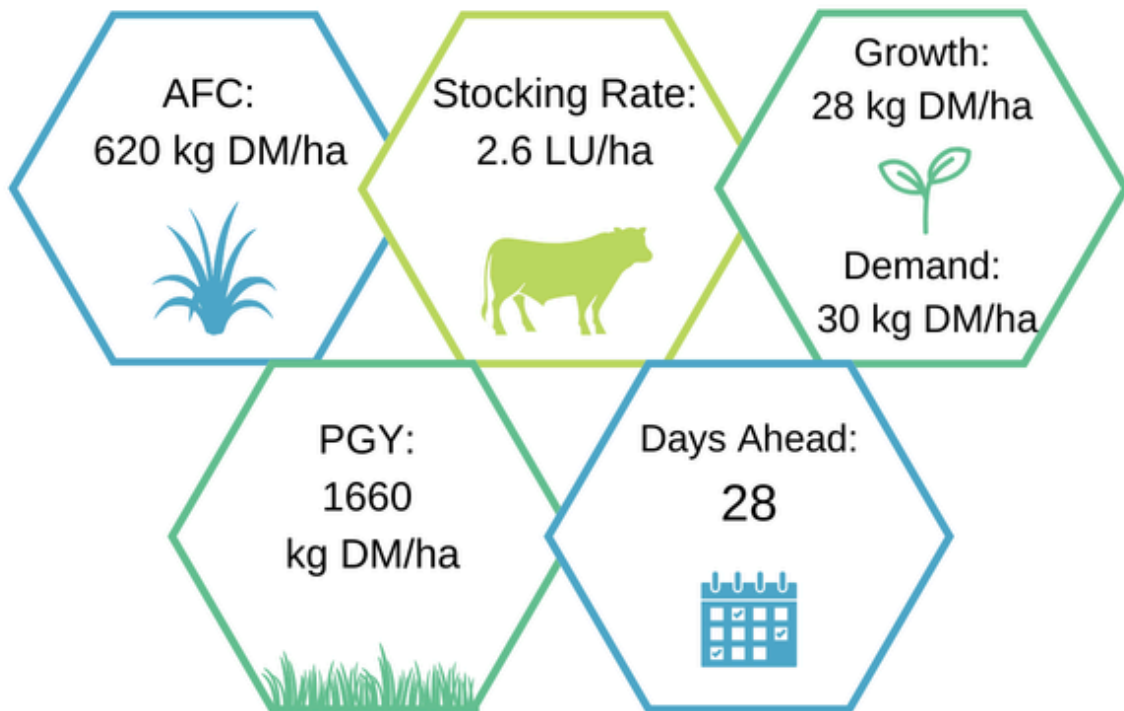 AFC:
620 kg DM/ha
Stocking Rate:
2.6 LU/ha
Growth:
28 kg DM/ha
Demand:
30 kg DM/ha
PGY:
1660
kg DM/ha
Days Ahead:
28